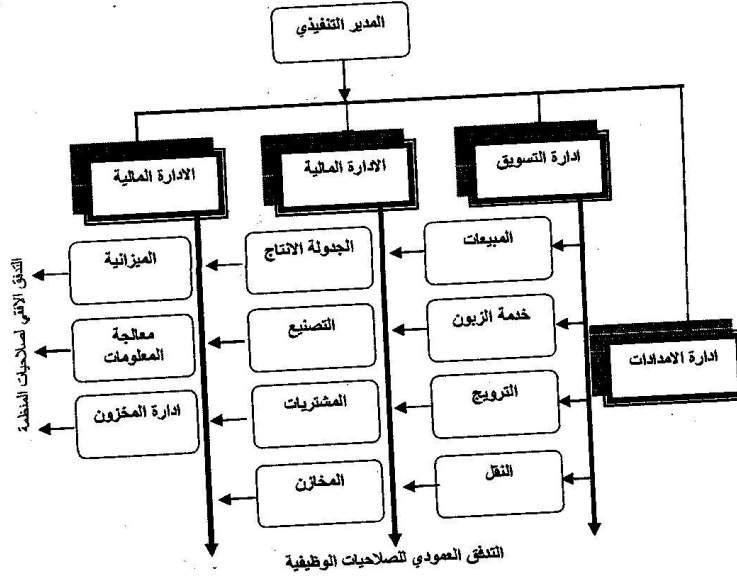 المدير التنفيذي
ادارة التسويق
الادارة المالية
الادارة المالية
المبيعات
الجدولة الانتاج
الميزانية
خدمة الزبون
التصنيع
معالجة
المعلومات
ادارة الامدادات
الترويج
المشتريات
ادارة المخزون
النقل
المخازن
التدفق الافقي لصلاحيات المنظمة
التدفق العمودي للصلاحيات الوظيفية